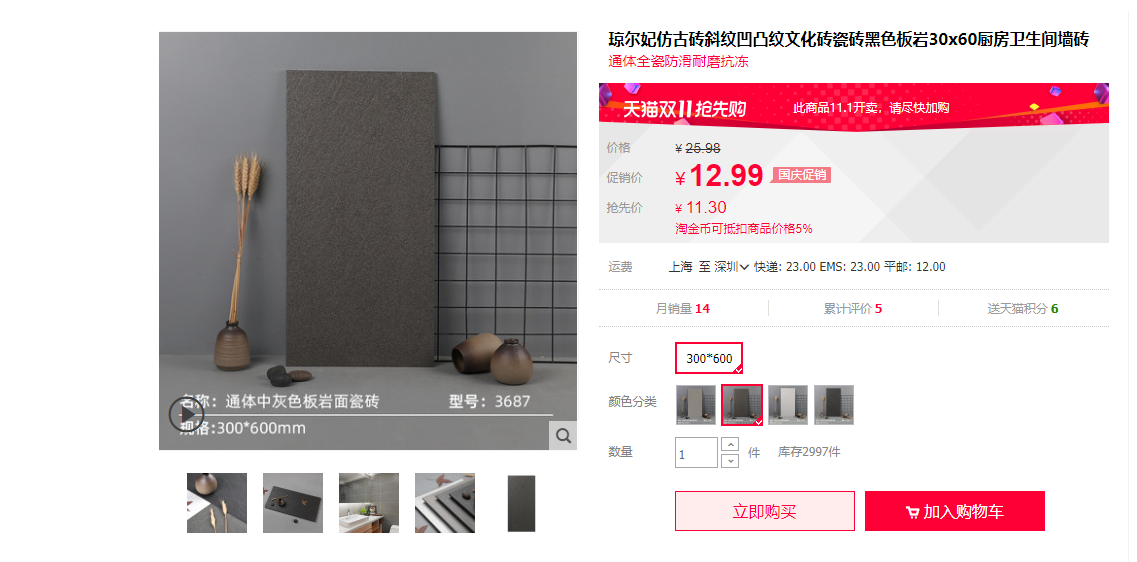 琼尔妃仿古砖斜纹凹凸纹文化砖瓷砖黑色板岩30x60厨房卫生间墙砖
通体全瓷防滑耐磨抗冻
天猫双11抢先购 此商品11.1开卖，请尽快加购
价格 ¥ 25.98
促销价 ¥ 12.99 国庆促销
抢先价 ¥ 11.30
淘金币可抵扣商品价格5%
运费 上海 至 深圳 快递: 23.00 EMS: 23.00 平邮: 12.00
月销量 14 累计评价 5 送天猫积分 6
尺寸 300*600
颜色分类
数量 1 件 库存2997件
立即购买 加入购物车
名称：通体中灰色板岩面瓷砖 型号：3687
规格:300*600mm